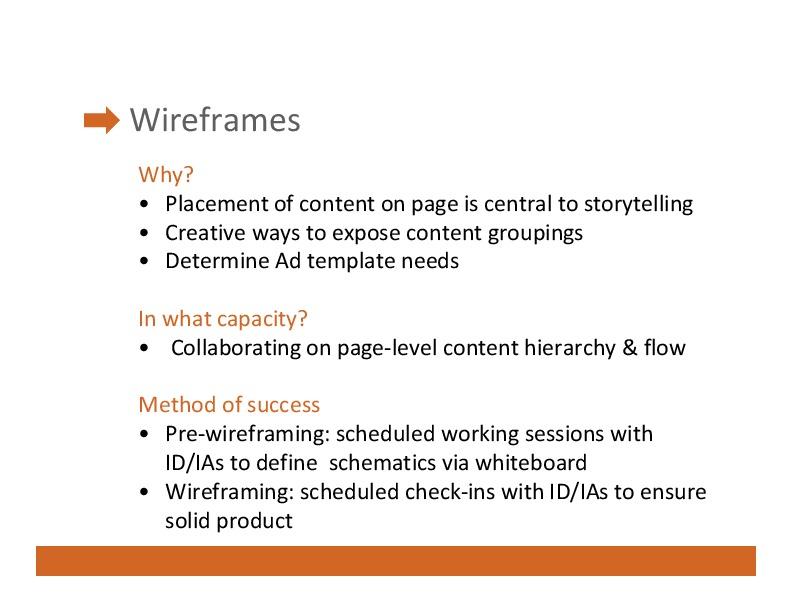 Wireframes
Why?
• Placement of content on page is central to storytelling
• Creative ways to expose content groupings
• Determine Ad template needs
In what capacity?
• Collaborating on page-level content hierarchy & flow
Method of success
• Pre-wireframing: scheduled working sessions with
ID/IAs to define  schematics via whiteboard
• Wireframing: scheduled check-ins with ID/IAs to ensure
solid product